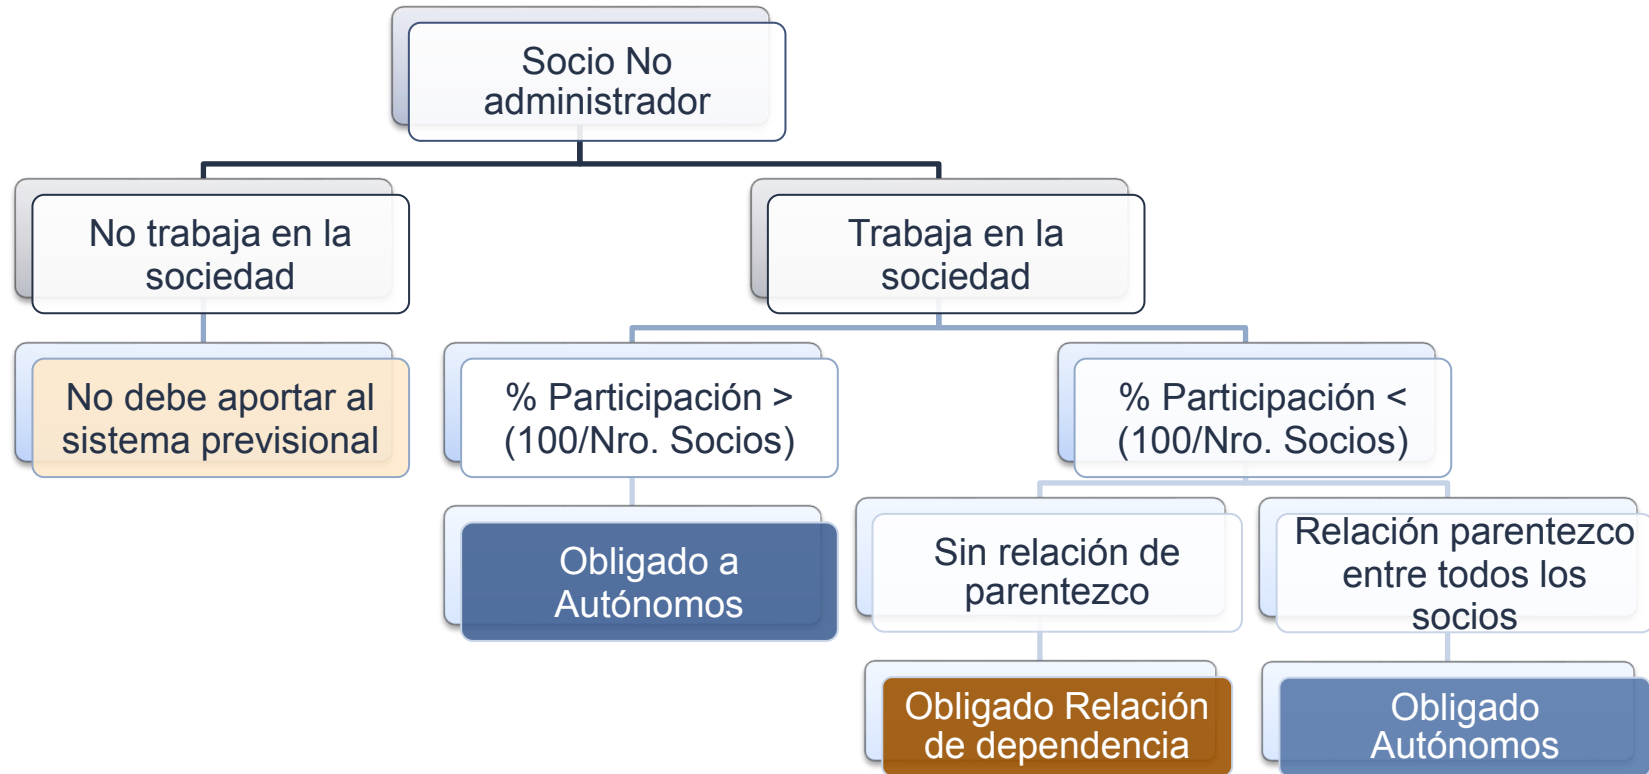 Socio No
administrador
No trabaja en la
sociedad
Trabaja en la
sociedad
No debe aportar al
sistema previsional
% Participación >
(100/Nro. Socios)
% Participación <
(100/Nro. Socios)
Obligado a
Autónomos
Sin relación de
parentezco
Relación parentezco
entre todos los
socios
Obligado Relación
de dependencia
Obligado
Autónomos